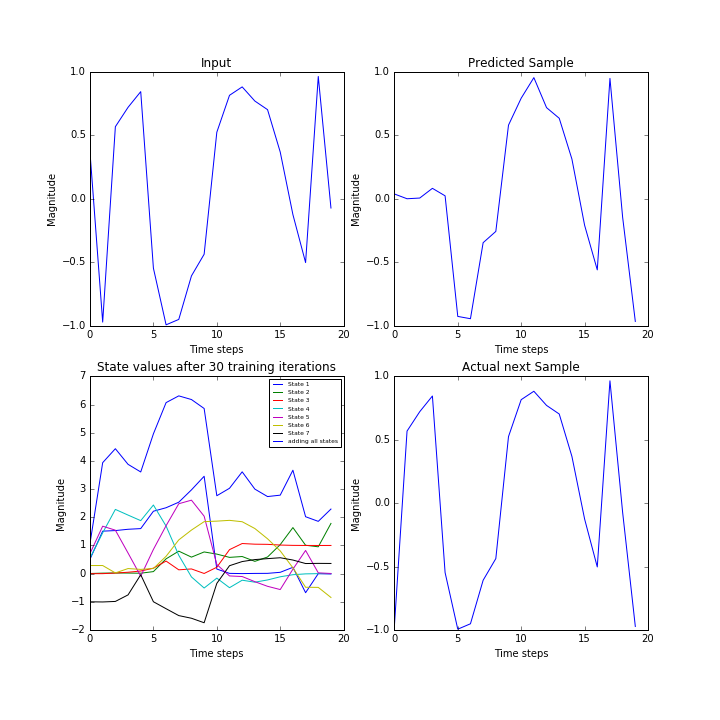 Input
Predicted Sample
1.0
0.5
0.0
−0.5
−1.0
Magnitude
0 5 10 15 20
Time steps
1.0
0.5
0.0
−0.5
−1.0
Magnitude
0 5 10 15 20
Time steps
State values after 30 training iterations
Actual next Sample
7
6
5
4
3
2
1
0
−1
−2
Magnitude
State 1
State 2
State 3
State 4
State 5
State 6
State 7
adding all states
0 5 10 15 20
Time steps
1.0
0.5
0.0
−0.5
−1.0
Magnitude
0 5 10 15 20
Time steps